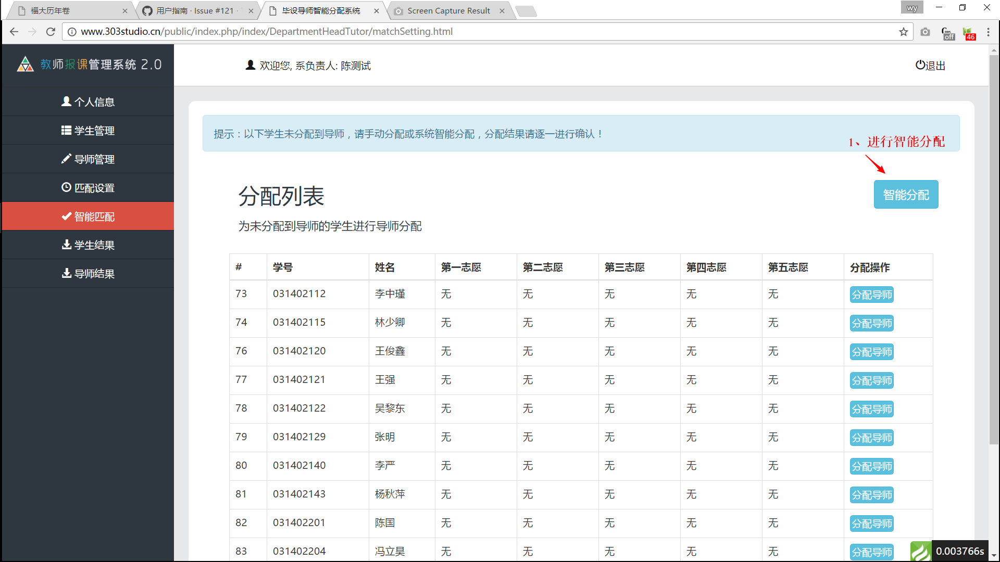 福大历年卷
用户指南 · Issue #121 ·
毕设导师智能分配系统
Screen Capture Result
wy
www.303studio.cn/public/index.php/index/DepartmentHeadTutor/matchSetting.html
off
46
教师报课管理系统 2.0
欢迎您, 系负责人: 陈测试
退出
个人信息
学生管理
导师管理
匹配设置
智能匹配
学生结果
导师结果
提示：以下学生未分配到导师，请手动分配或系统智能分配，分配结果请逐一进行确认！
1、进行智能分配
分配列表
智能分配
为未分配到导师的学生进行导师分配
# 学号 姓名 第一志愿 第二志愿 第三志愿 第四志愿 第五志愿 分配操作
73 031402112 李中瑾 无 无 无 无 无 分配导师
74 031402115 林少卿 无 无 无 无 无 分配导师
76 031402120 王俊鑫 无 无 无 无 无 分配导师
77 031402121 王强 无 无 无 无 无 分配导师
78 031402122 吴黎东 无 无 无 无 无 分配导师
79 031402129 张明 无 无 无 无 无 分配导师
80 031402140 李严 无 无 无 无 无 分配导师
81 031402143 杨秋萍 无 无 无 无 无 分配导师
82 031402201 陈国 无 无 无 无 无 分配导师
83 031402204 冯立昊 无 无 无 无 无 分配导师
0.003766s